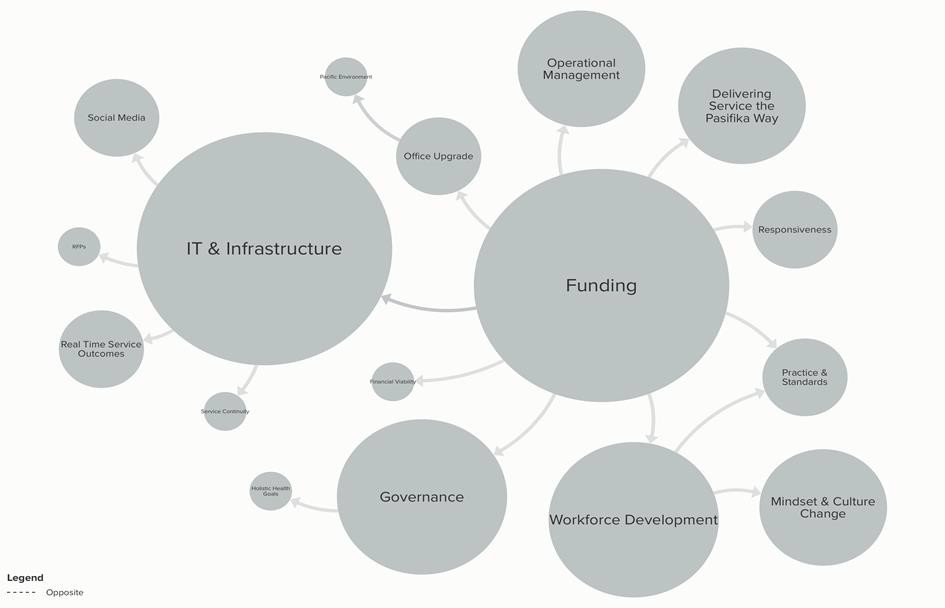 Operational
Management
Pacific Environment
Delivering
Service the
Pasifika Way
Social Media
Office Upgrade
Responsiveness
RFPs
IT & Infrastructure
Funding
Real Time Service
Outcomes
Financial Viability
Practice &
Standards
Service Continuity
Holistic Health
Goals
Governance
Workforce Development
Mindset & Culture
Change
Legend
Opposite